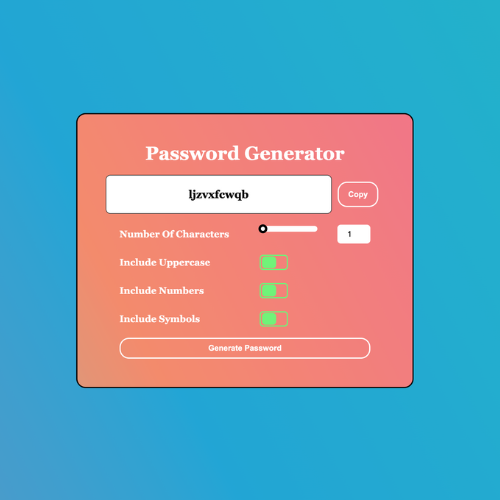 Password Generator
ljzvxfcwqb
Copy
Number Of Characters
1
Include Uppercase
Include Numbers
Include Symbols
Generate Password